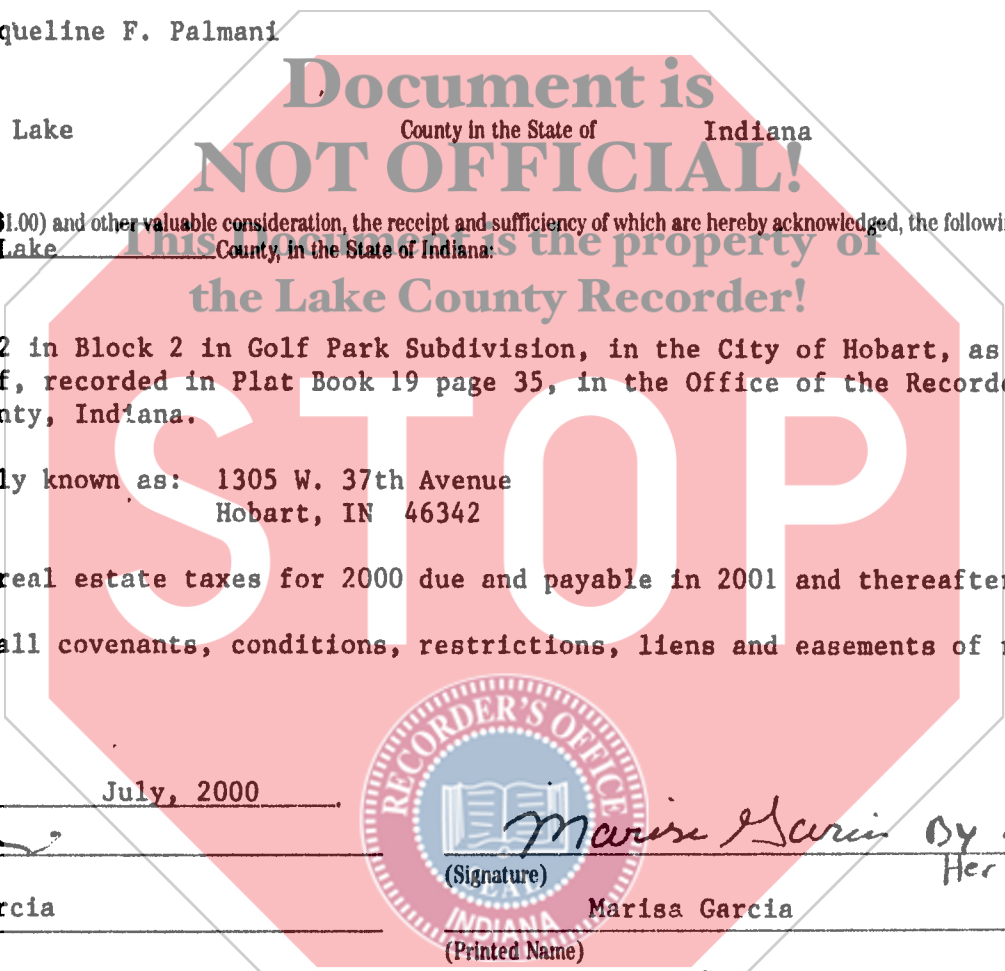 queline F. Palmani
Document is
Lake County in the State of Indiana
NOT OFFICIAL!
$1.00) and other valuable consideration, the receipt and sufficiency of which are hereby acknowledged, the followi
This Document is the property of
Lake County, in the State of Indiana:
the Lake County Recorder!
2 in Block 2 in Golf Park Subdivision, in the City of Hobart, as
f, recorded in Plat Book 19 page 35, in the Office of the Recorde
nty, Indiana.
STOP
ly known as: 1305 W. 37th Avenue
Hobart, IN 46342
real estate taxes for 2000 due and payable in 2001 and thereafter
all covenants, conditions, restrictions, liens and easements of r
RECORDER'S OFFICE
July, 2000
Marisa Garcia By
Her
(Signature)
SEAL
rcia Marisa Garcia
INDIANA
(Printed Name)